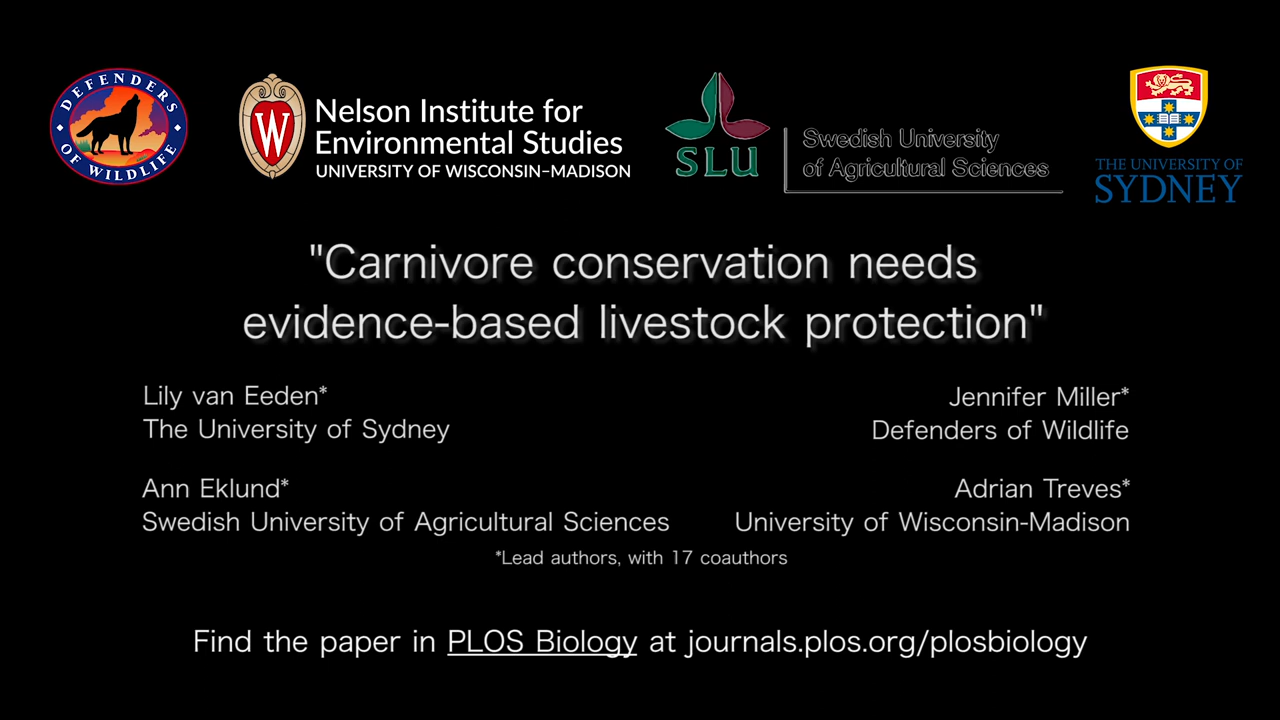 DEFENDERS OF WILDLIFE
W
Nelson Institute for
Environmental Studies
UNIVERSITY OF WISCONSIN–MADISON
SLU
Swedish University
of Agricultural Sciences
THE UNIVERSITY OF
SYDNEY
"Carnivore conservation needs
evidence-based livestock protection"
Lily van Eeden*
The University of Sydney
Jennifer Miller*
Defenders of Wildlife
Ann Eklund*
Swedish University of Agricultural Sciences
Adrian Treves*
University of Wisconsin-Madison
*Lead authors, with 17 coauthors
Find the paper in PLOS Biology at journals.plos.org/plosbiology